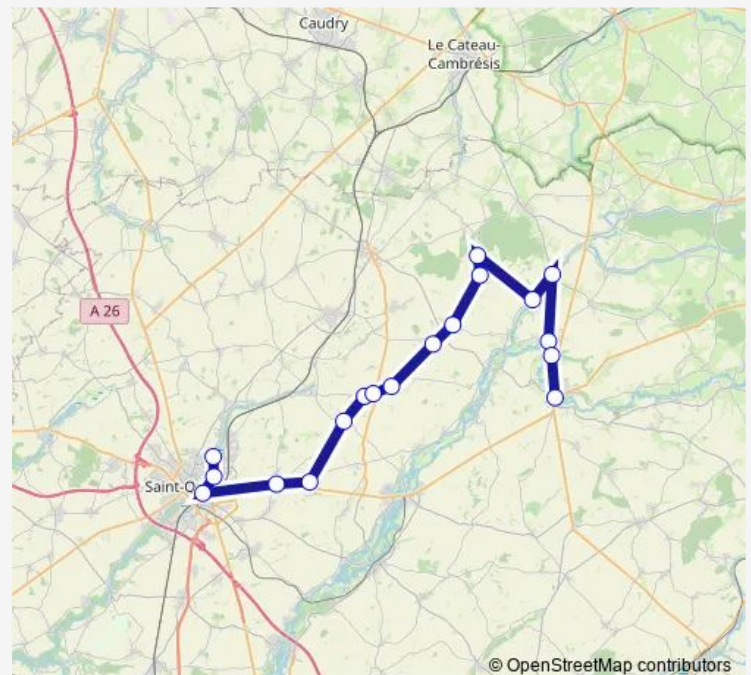 Caudry
Le Cateau-
Cambrésis
A 26
Saint-Q
© OpenStreetMap contributors